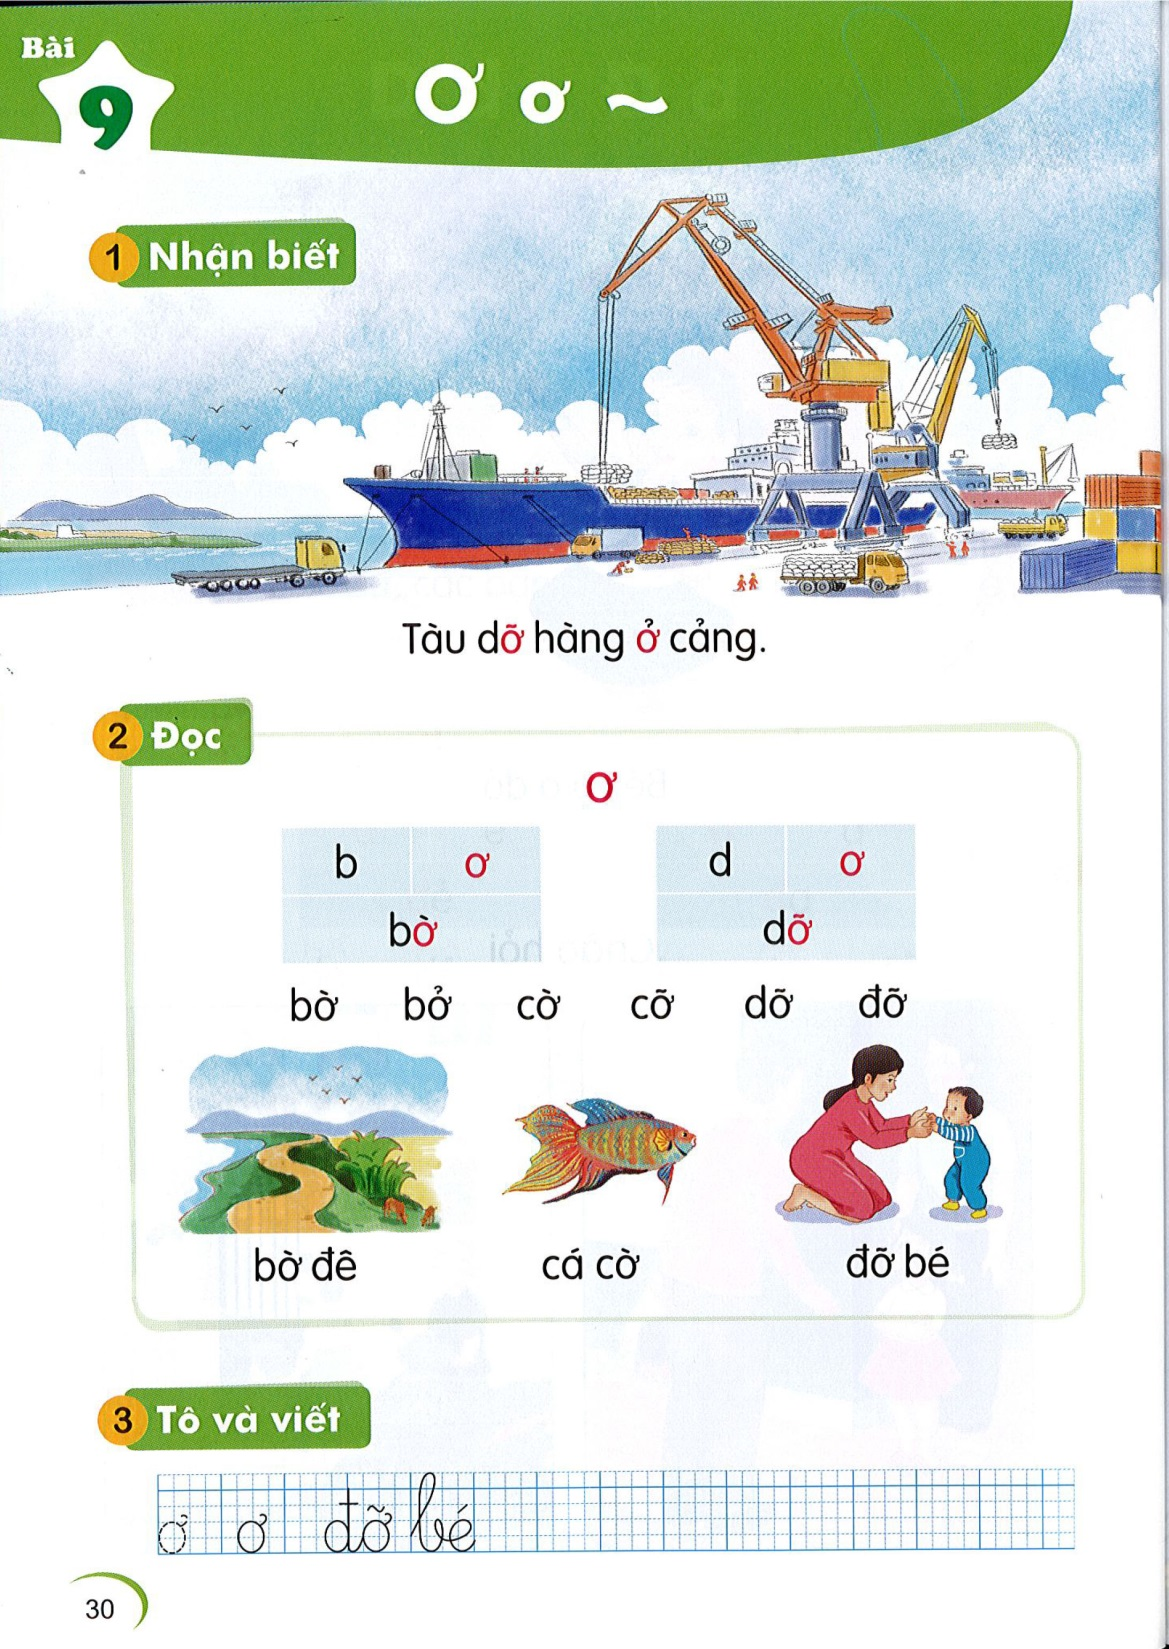 Bài
9
Ơ ơ ~
1 Nhận biết
Tàu dỡ hàng ở cảng.
2 Đọc
ơ
b ơ d ơ
bờ dỡ
bờ bở cờ cỡ dỡ đỡ
bờ đê cá cờ đỡ bé
3 Tô và viết
ơ ơ đỡ bé
30